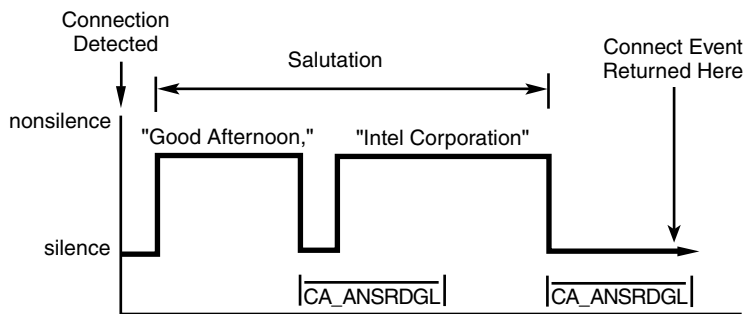 Connection
Detected
Salutation
Connect Event
Returned Here
nonsilence
"Good Afternoon,"
"Intel Corporation"
silence
CA_ANSRDGL
CA_ANSRDGL